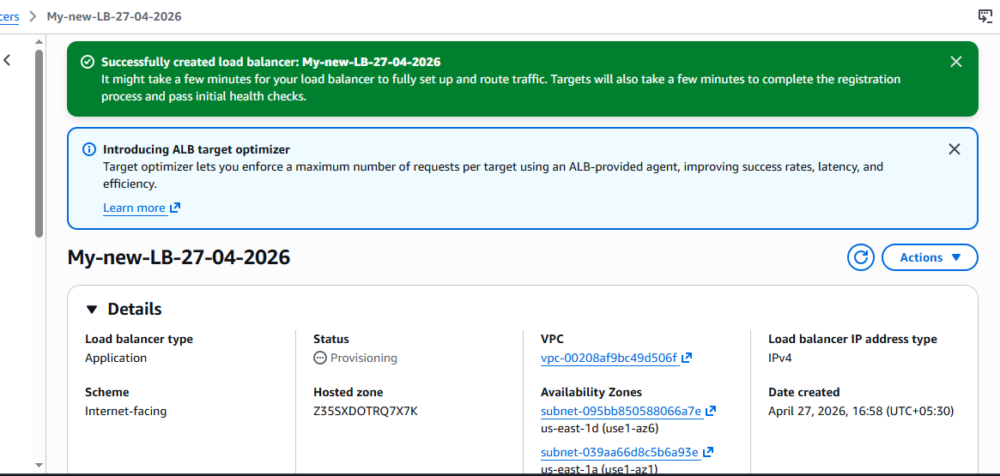 cers > My-new-LB-27-04-2026
Successfully created load balancer: My-new-LB-27-04-2026
It might take a few minutes for your load balancer to fully set up and route traffic. Targets will also take a few minutes to complete the registration
process and pass initial health checks.
Introducing ALB target optimizer
Target optimizer lets you enforce a maximum number of requests per target using an ALB-provided agent, improving success rates, latency, and
efficiency.
Learn more
My-new-LB-27-04-2026
Actions
Details
Load balancer type
Application
Status
Provisioning
VPC
vpc-00208af9bc49d506f
Load balancer IP address type
IPv4
Scheme
Internet-facing
Hosted zone
Z35SXDOTRQ7X7K
Availability Zones
subnet-095bb850588066a7e
us-east-1d (use1-az6)
subnet-039aa66d8c5b6a93e
us-east-1a (use1-az1)
Date created
April 27, 2026, 16:58 (UTC+05:30)